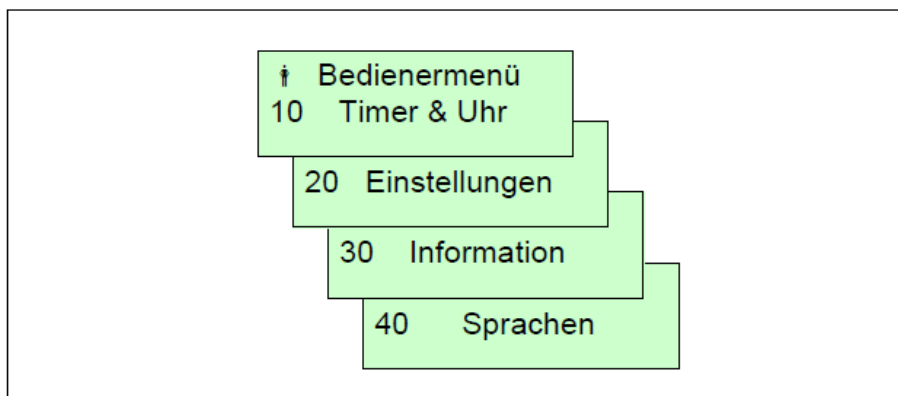 Bedienermenü
10 Timer & Uhr
20 Einstellungen
30 Information
40 Sprachen